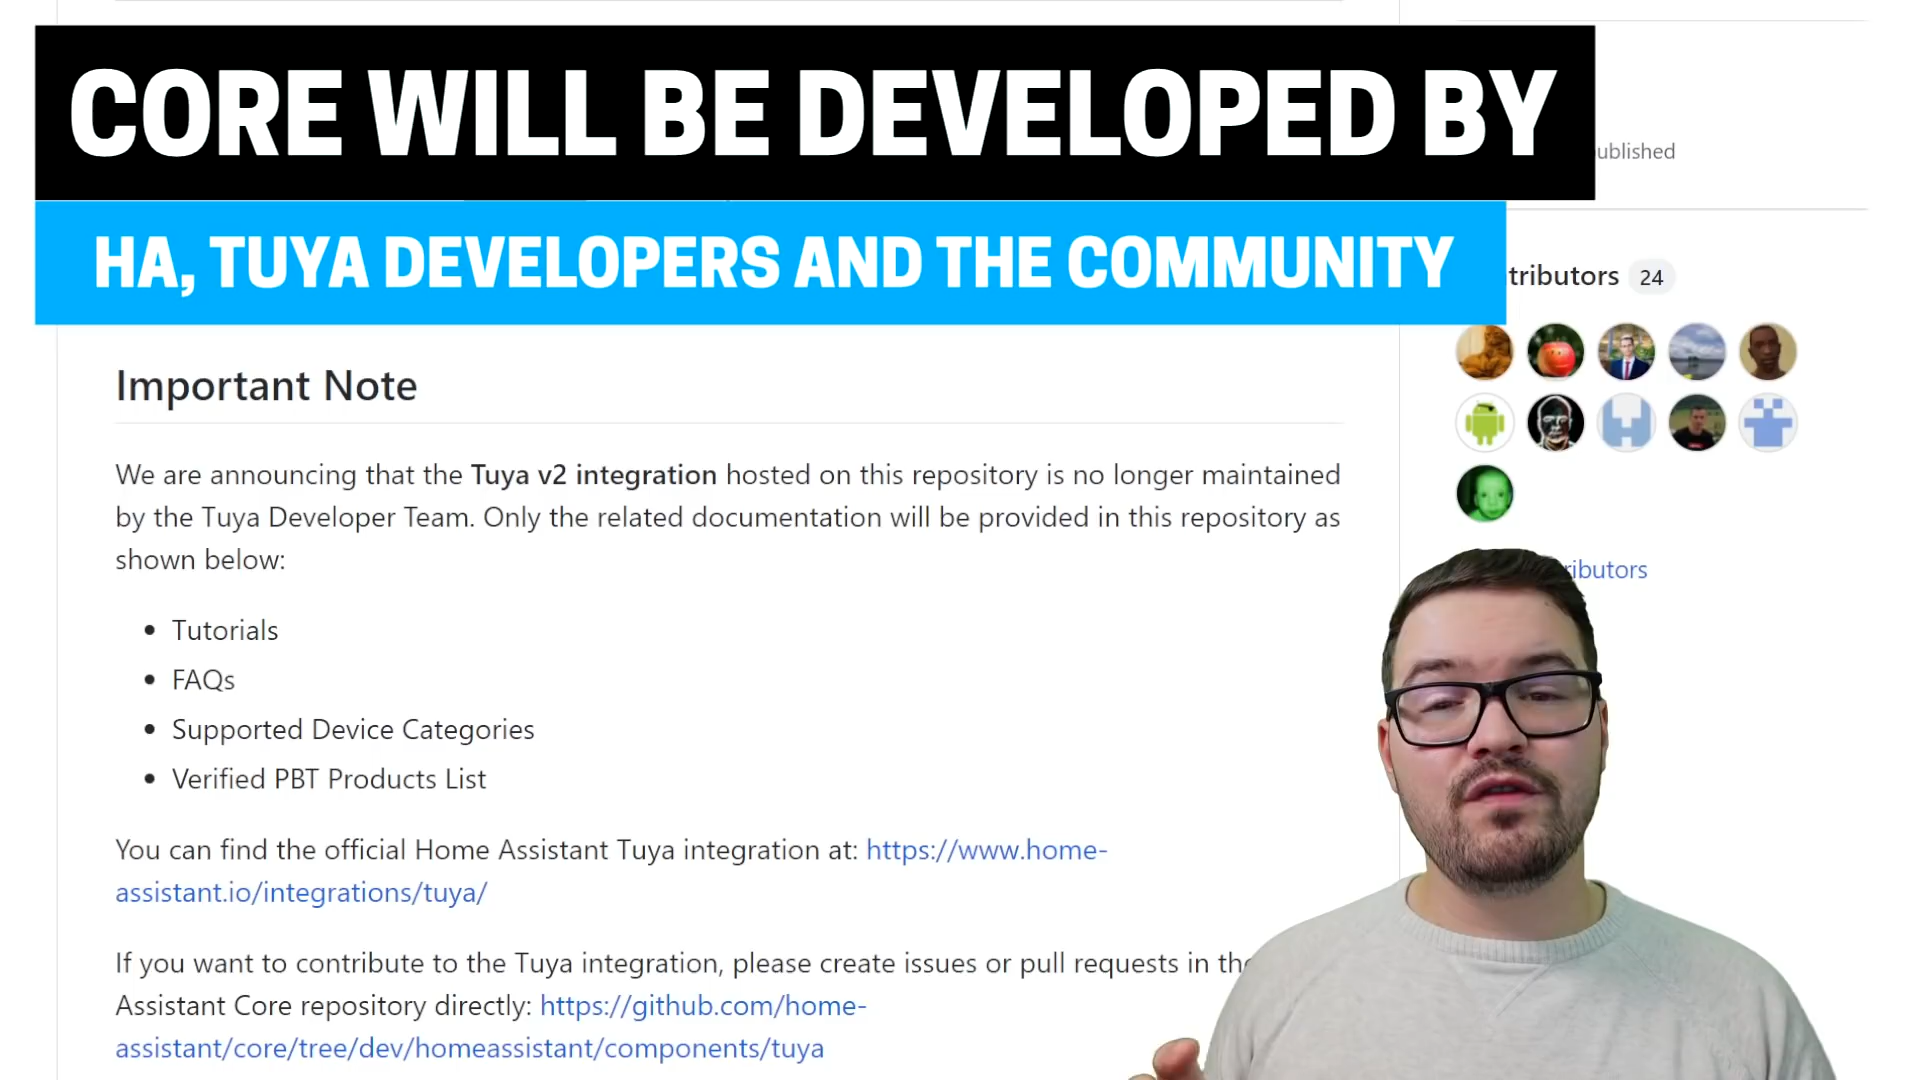 CORE WILL BE DEVELOPED BY
ublished
HA, TUYA DEVELOPERS AND THE COMMUNITY
tributors 24
Important Note
We are announcing that the Tuya v2 integration hosted on this repository is no longer maintained
by the Tuya Developer Team. Only the related documentation will be provided in this repository as
shown below:
ributors
• Tutorials
• FAQs
• Supported Device Categories
• Verified PBT Products List
You can find the official Home Assistant Tuya integration at: https://www.home-
assistant.io/integrations/tuya/
If you want to contribute to the Tuya integration, please create issues or pull requests in the
Assistant Core repository directly: https://github.com/home-
assistant/core/tree/dev/homeassistant/components/tuya